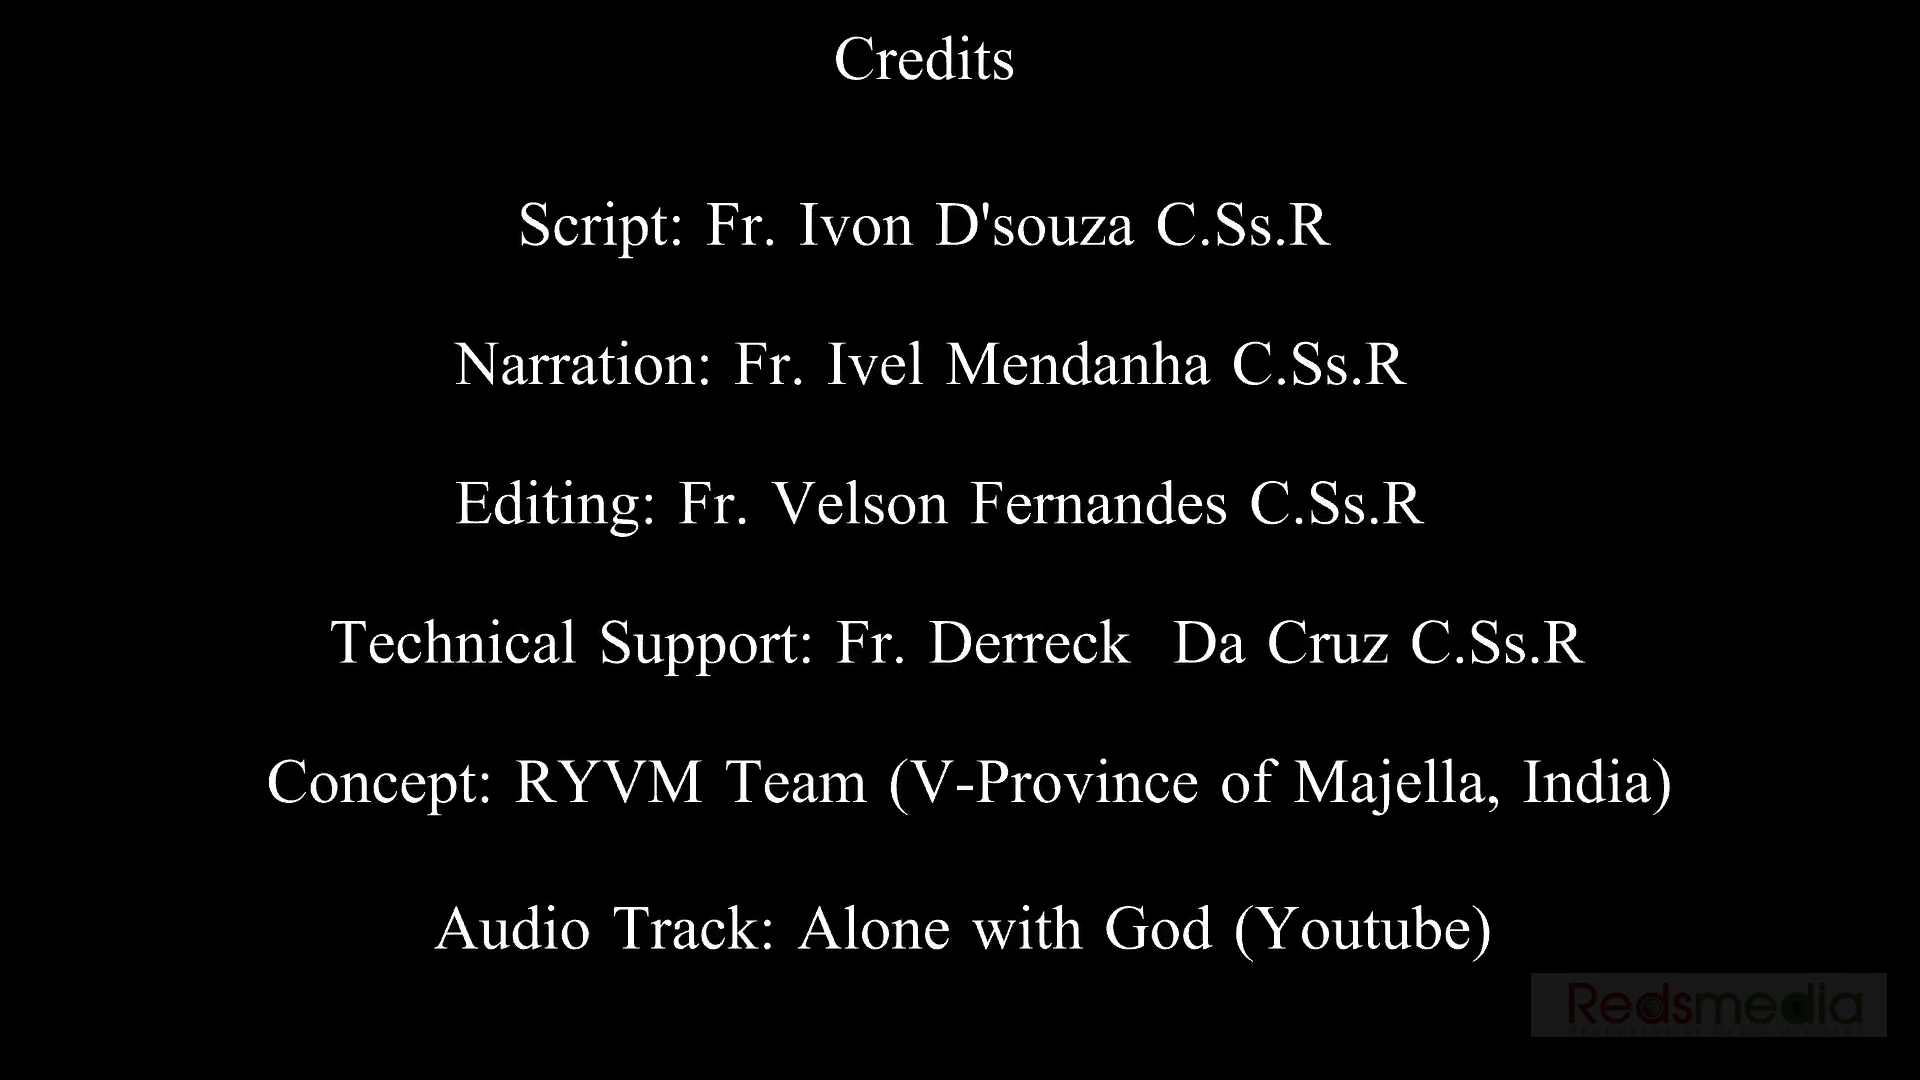 Credits
Script: Fr. Ivon D'souza C.Ss.R
Narration: Fr. Ivel Mendanha C.Ss.R
Editing: Fr. Velson Fernandes C.Ss.R
Technical Support: Fr. Derreck  Da Cruz C.Ss.R
Concept: RYVM Team (V-Province of Majella, India)
Audio Track: Alone with God (Youtube)
Redsmedia